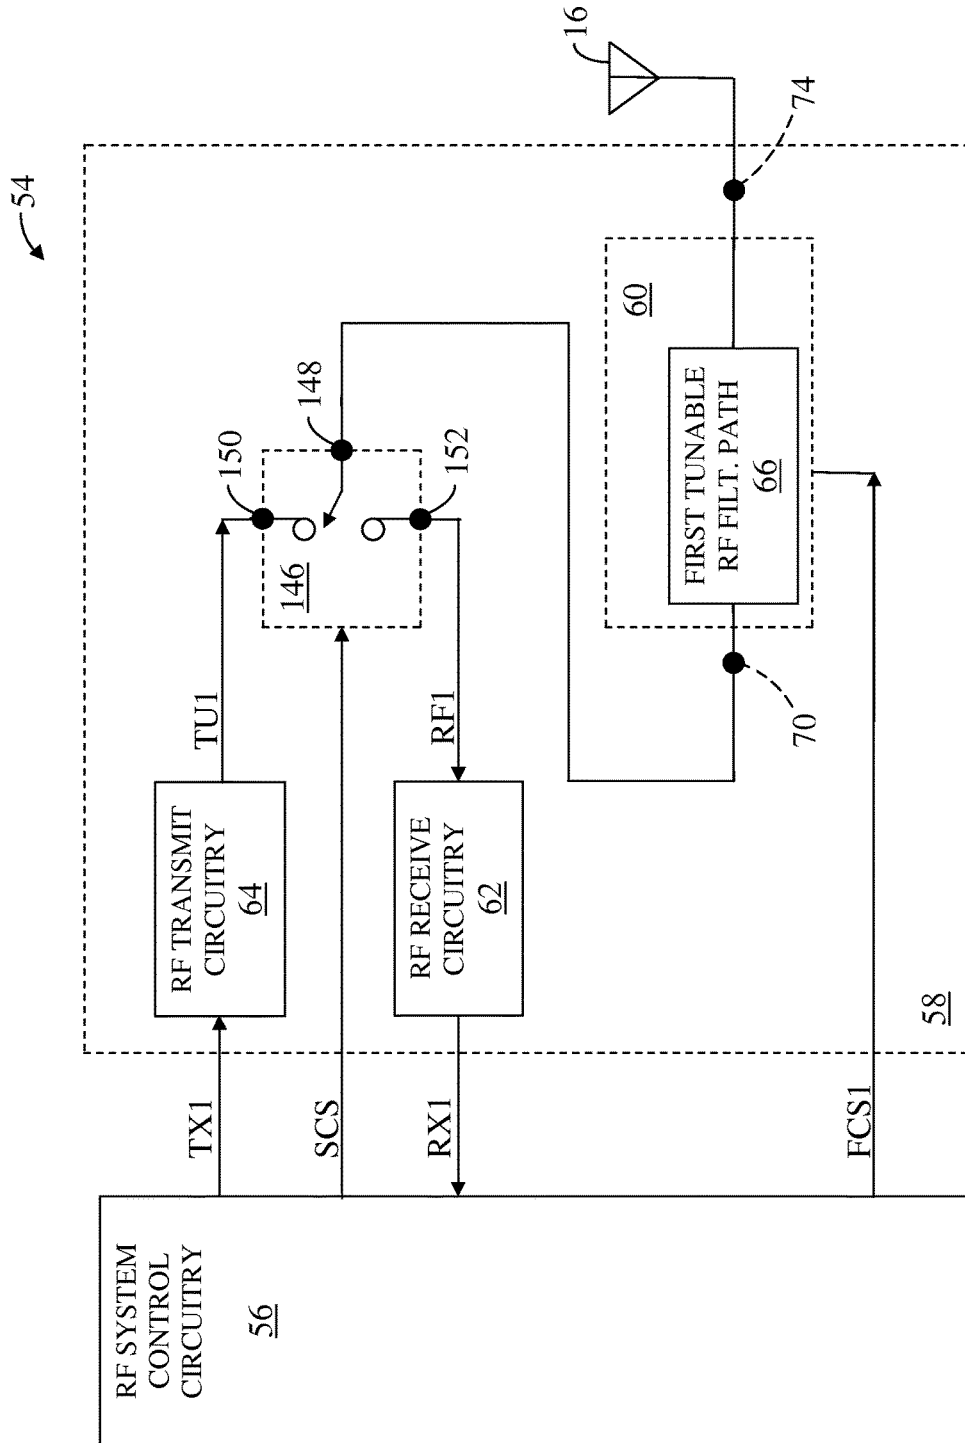 54
16
74
RF SYSTEM
CONTROL
CIRCUITRY
56
TX1
SCS
RX1
FCS1
RF TRANSMIT
CIRCUITRY
64
TU1
RF RECEIVE
CIRCUITRY
62
RF1
150
146
148
152
70
60
FIRST TUNABLE
RF FILT. PATH
66
58